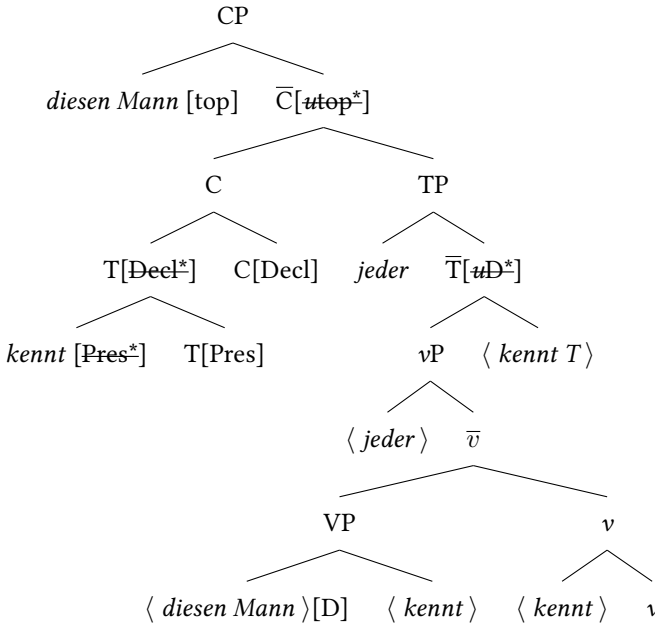 CP
diesen Mann [top] C̅[utop*]
C TP
T[Decl*] C[Decl] jeder T̅[uD*]
kennt [Pres*] T[Pres] vP ⟨ kennt T ⟩
⟨ jeder ⟩ v̅
VP v
⟨ diesen Mann ⟩[D] ⟨ kennt ⟩ ⟨ kennt ⟩ v